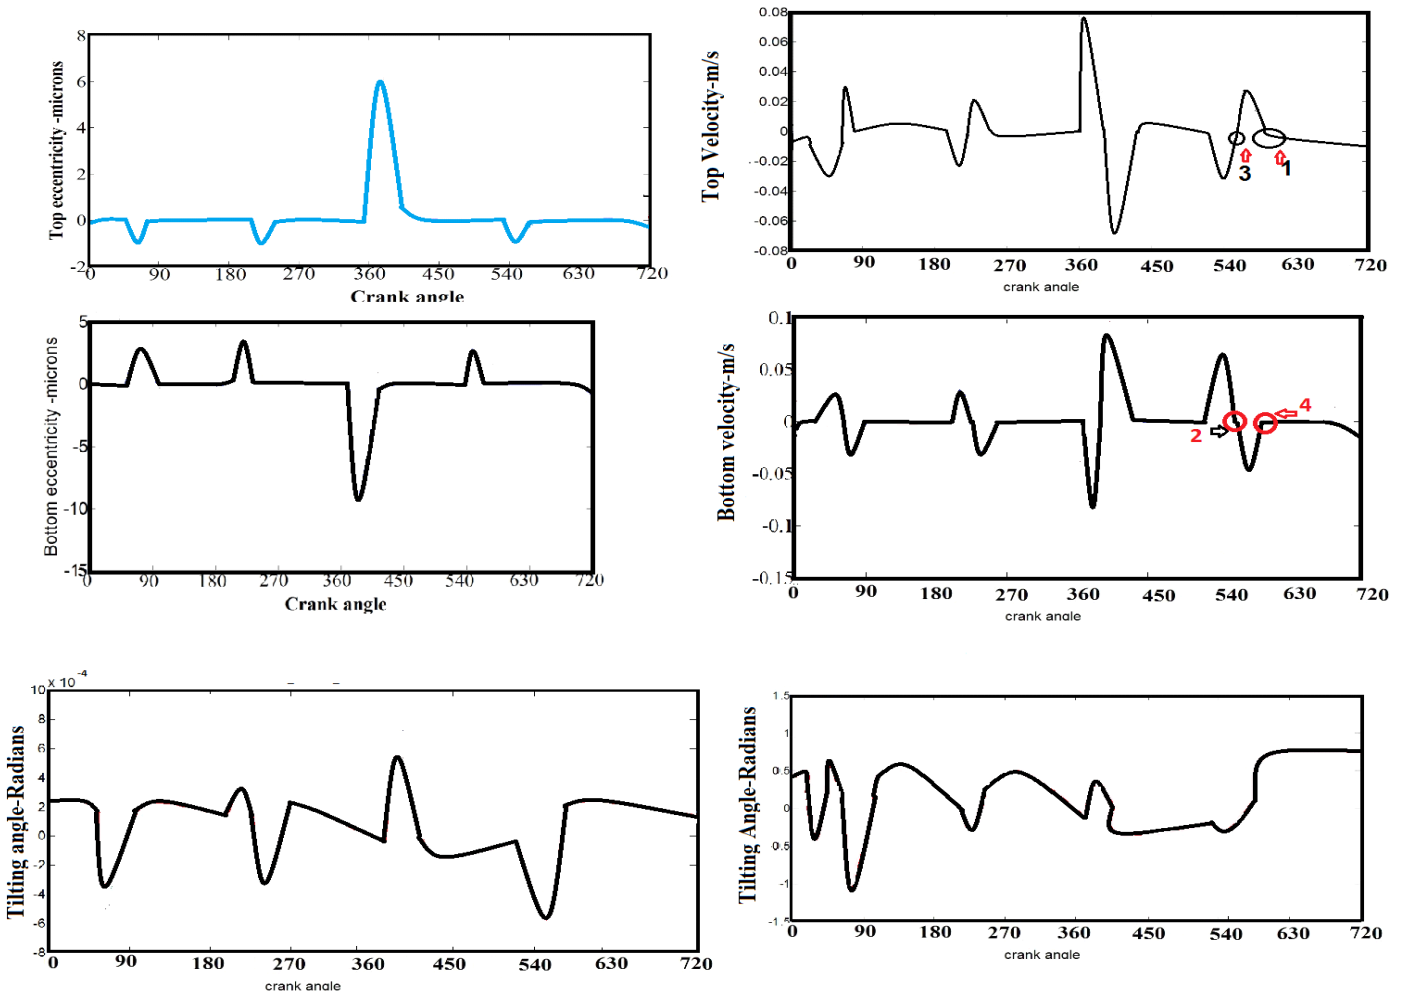 Top eccentricity -microns
8
6
4
2
0
-2
0 90 180 270 360 450 540 630 720
Crank angle
Top Velocity-m/s
0.08
0.06
0.04
0.02
0
-0.02
-0.04
-0.06
-0.08
3 1
0 90 180 270 360 450 540 630 720
crank angle
Bottom eccentricity -microns
5
0
-5
-10
-15
0 90 180 270 360 450 540 630 720
Crank angle
Bottom velocity-m/s
0.1
0.05
0
-0.05
-0.1
-0.15
2 4
0 90 180 270 360 450 540 630 720
crank angle
Tilting angle-Radians
10 x 10 -4
8
6
4
2
0
-2
-4
-6
-8
0 90 180 270 360 450 540 630 720
crank angle
Tilting Angle-Radians
1.5
1
0.5
0
-0.5
-1
-1.5
0 90 180 270 360 450 540 630 720
crank angle